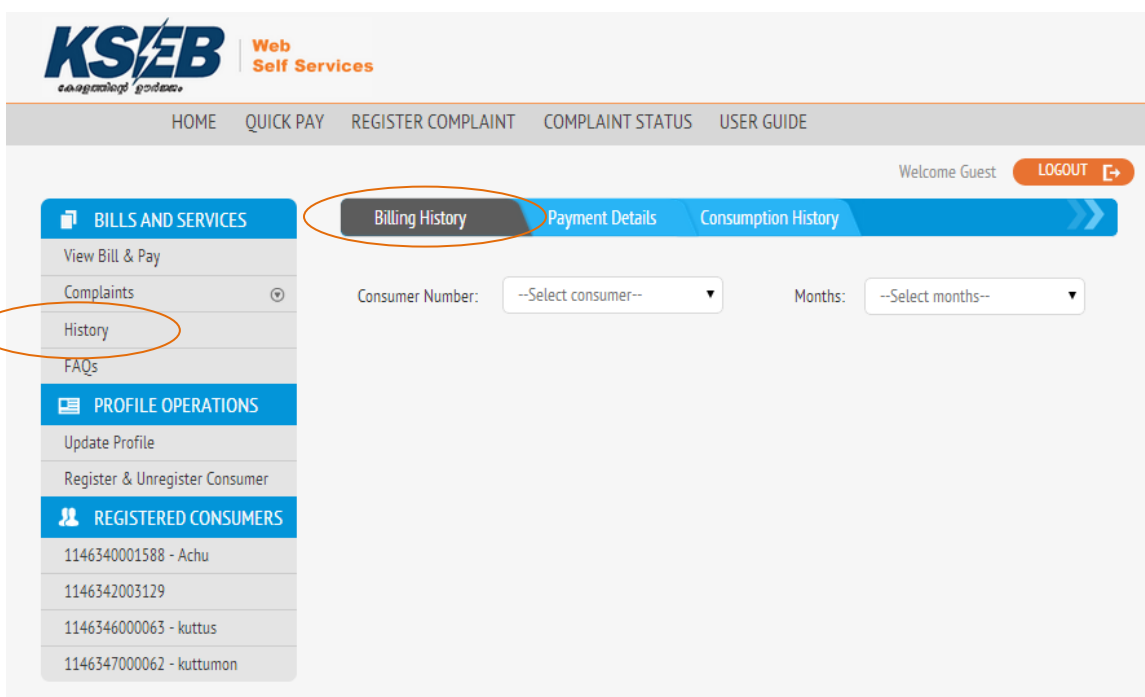 KSEB
Web
Self Services
കേരളത്തിന്റെ ഊർജ്ജം
HOME QUICK PAY REGISTER COMPLAINT COMPLAINT STATUS USER GUIDE
Welcome Guest LOGOUT
BILLS AND SERVICES
View Bill & Pay
Complaints
History
FAQs
PROFILE OPERATIONS
Update Profile
Register & Unregister Consumer
REGISTERED CONSUMERS
1146340001588 - Achu
1146342003129
1146346000063 - kuttus
1146347000062 - kuttumon
Billing History Payment Details Consumption History
Consumer Number: --Select consumer-- Months: --Select months--